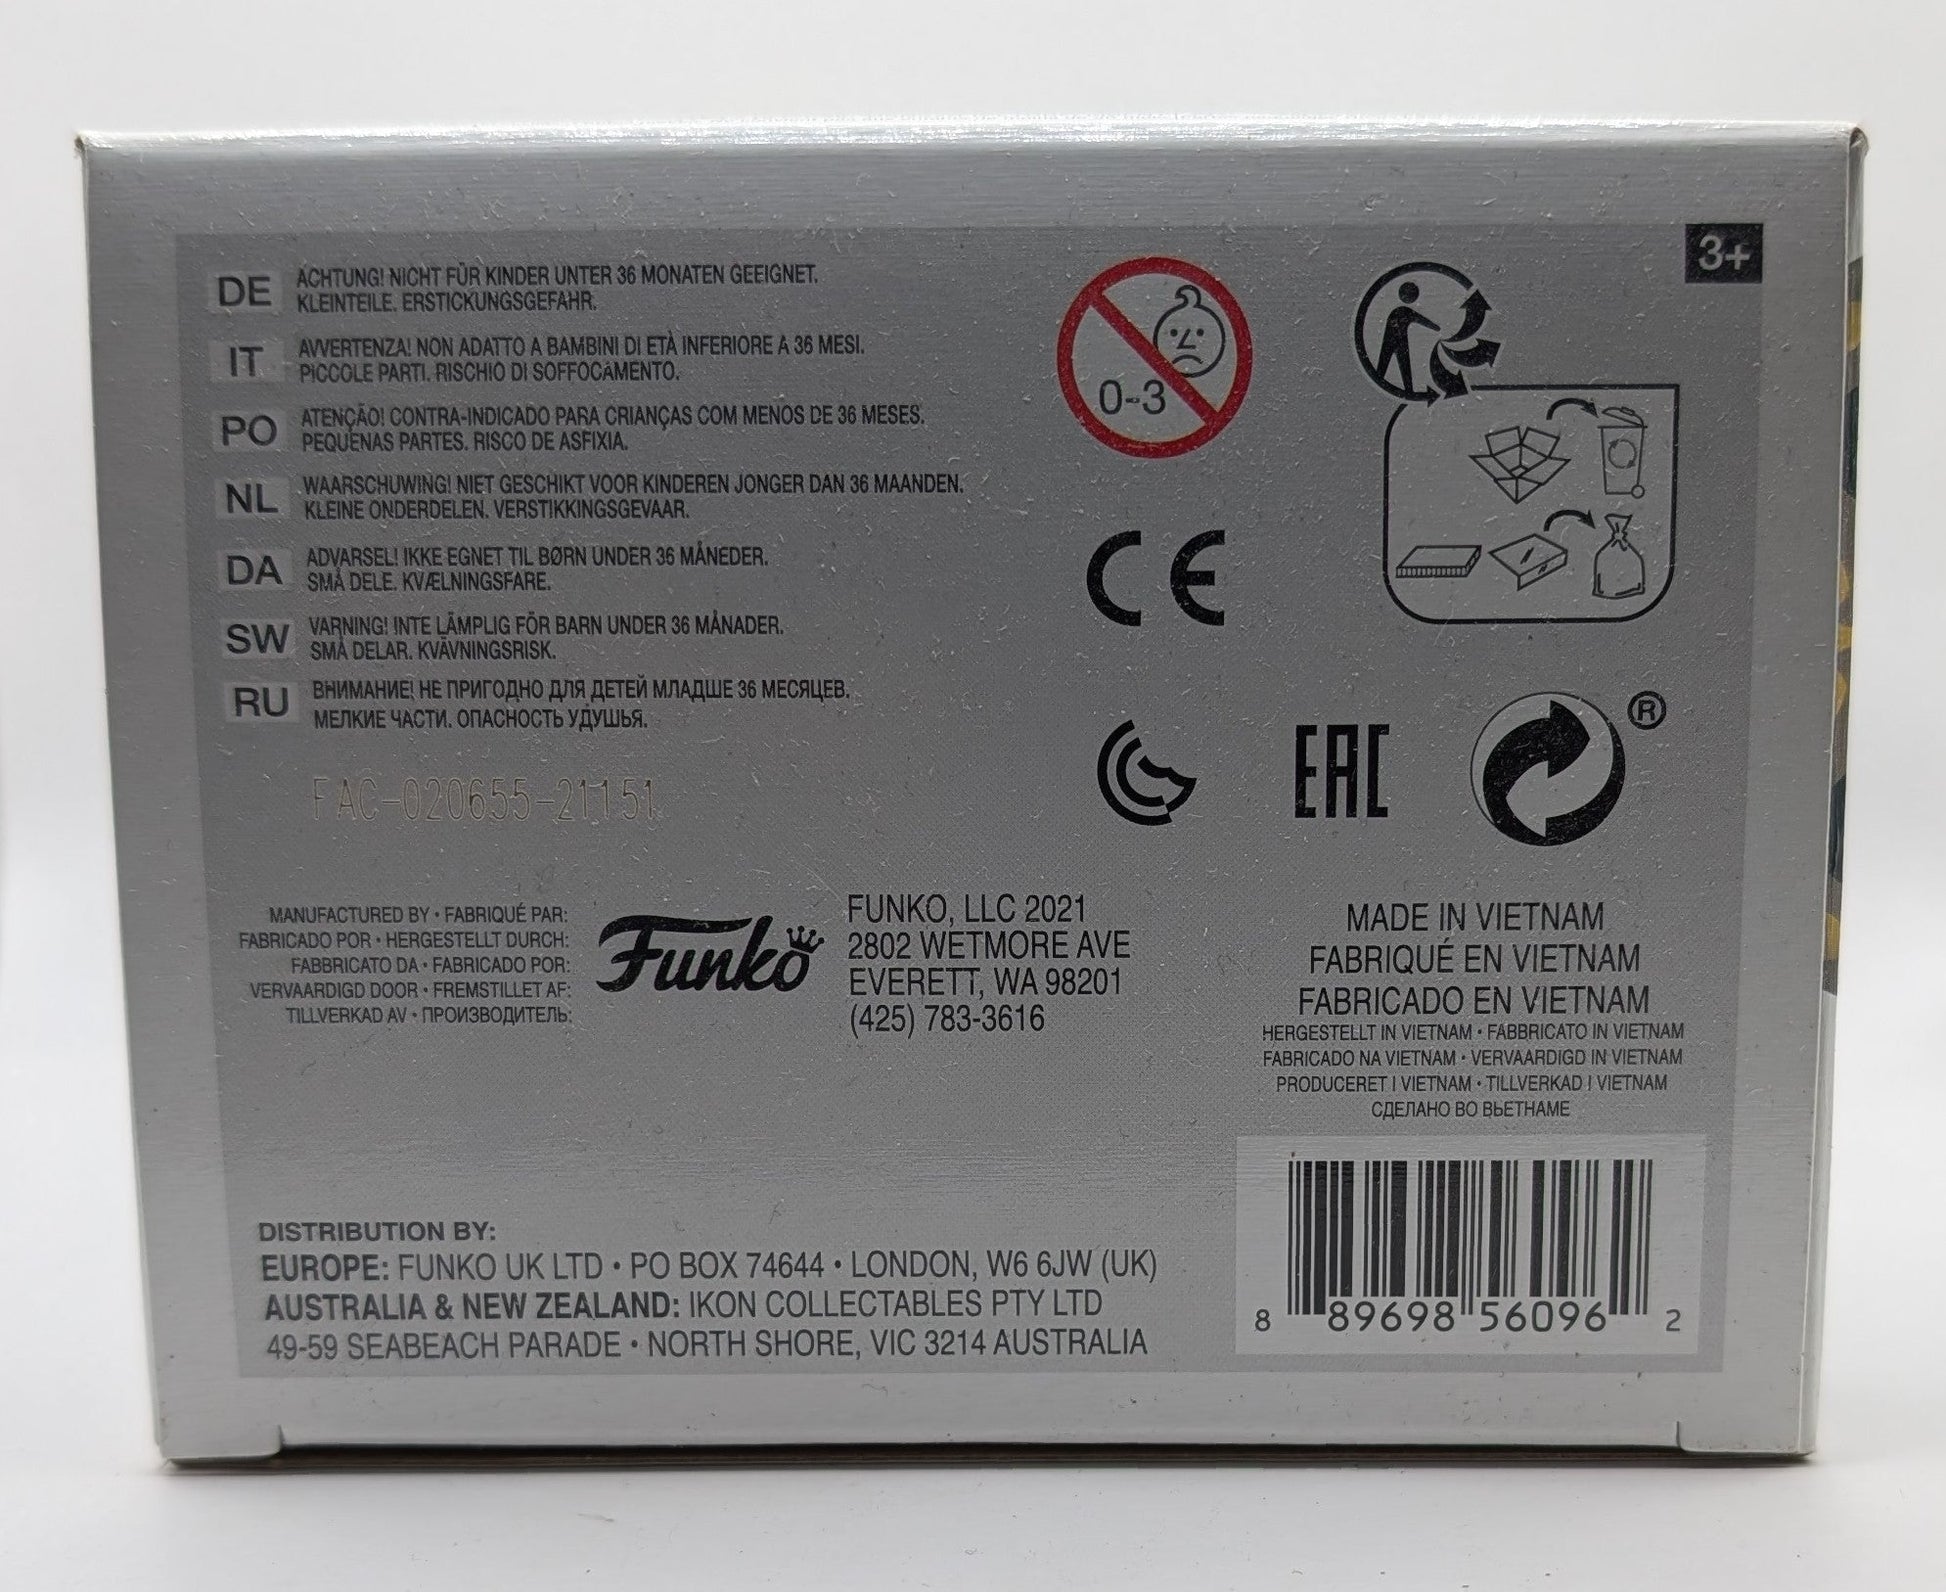 3+
DE
ACHTUNG! NICHT FÜR KINDER UNTER 36 MONATEN GEEIGNET.
KLEINTEILE. ERSTICKUNGSGEFAHR.
IT
AVVERTENZA! NON ADATTO A BAMBINI DI ETÀ INFERIORE A 36 MESI.
PICCOLE PARTI. RISCHIO DI SOFFOCAMENTO.
PO
ATENÇÃO! CONTRA-INDICADO PARA CRIANÇAS COM MENOS DE 36 MESES.
PEQUENAS PARTES. RISCO DE ASFIXIA.
NL
WAARSCHUWING! NIET GESCHIKT VOOR KINDEREN JONGER DAN 36 MAANDEN.
KLEINE ONDERDELEN. VERSTIKKINGSGEVAAR.
DA
ADVARSEL! IKKE EGNET TIL BØRN UNDER 36 MÅNEDER.
SMÅ DELE. KVÆLNINGSFARE.
SW
VARNING! INTE LÄMPLIG FÖR BARN UNDER 36 MÅNADER.
SMÅ DELAR. KVÄVNINGSRISK.
RU
ВНИМАНИЕ! НЕ ПРИГОДНО ДЛЯ ДЕТЕЙ МЛАДШЕ 36 МЕСЯЦЕВ.
МЕЛКИЕ ЧАСТИ. ОПАСНОСТЬ УДУШЬЯ.
0-3
CE
EAC
®
FAC-020655-21151
MANUFACTURED BY • FABRIQUÉ PAR:
FABRICADO POR • HERGESTELLT DURCH:
FABBRICATO DA • FABRICADO POR:
VERVAARDIGD DOOR • FREMSTILLET AF:
TILLVERKAD AV • ПРОИЗВОДИТЕЛЬ:
Funko
FUNKO, LLC 2021
2802 WETMORE AVE
EVERETT, WA 98201
(425) 783-3616
MADE IN VIETNAM
FABRIQUÉ EN VIETNAM
FABRICADO EN VIETNAM
HERGESTELLT IN VIETNAM • FABBRICATO IN VIETNAM
FABRICADO NA VIETNAM • VERVAARDIGD IN VIETNAM
PRODUCERET I VIETNAM • TILLVERKAD I VIETNAM
СДЕЛАНО ВО ВЬЕТНАМЕ
DISTRIBUTION BY:
EUROPE: FUNKO UK LTD • PO BOX 74644 • LONDON, W6 6JW (UK)
AUSTRALIA & NEW ZEALAND: IKON COLLECTABLES PTY LTD
49-59 SEABEACH PARADE • NORTH SHORE, VIC 3214 AUSTRALIA
8 89698 56096 2